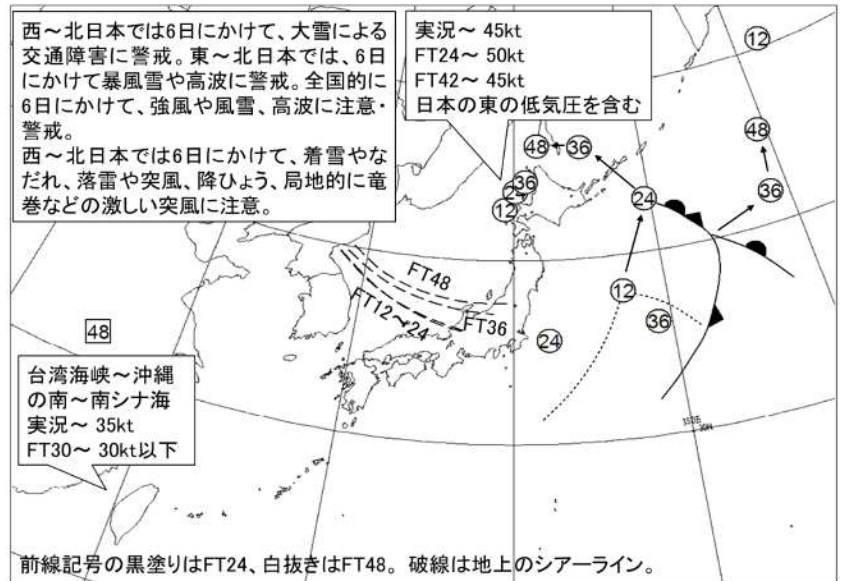 西～北日本では6日にかけて、大雪による
交通障害に警戒。東～北日本では、6日
にかけて暴風雪や高波に警戒。全国的に
6日にかけて、強風や風雪、高波に注意・
警戒。
西～北日本では6日にかけて、着雪やな
だれ、落雷や突風、降ひょう、局地的に竜
巻などの激しい突風に注意。
実況～ 45kt
FT24～ 50kt
FT42～ 45kt
日本の東の低気圧を含む
12
48
36
48
36
36
24
12
24
12
36
24
FT48
FT36
FT12～24
48
150E
30N
台湾海峡～沖縄
の南～南シナ海
実況～ 35kt
FT30～ 30kt以下
前線記号の黒塗りはFT24、白抜きはFT48。破線は地上のシアーライン。